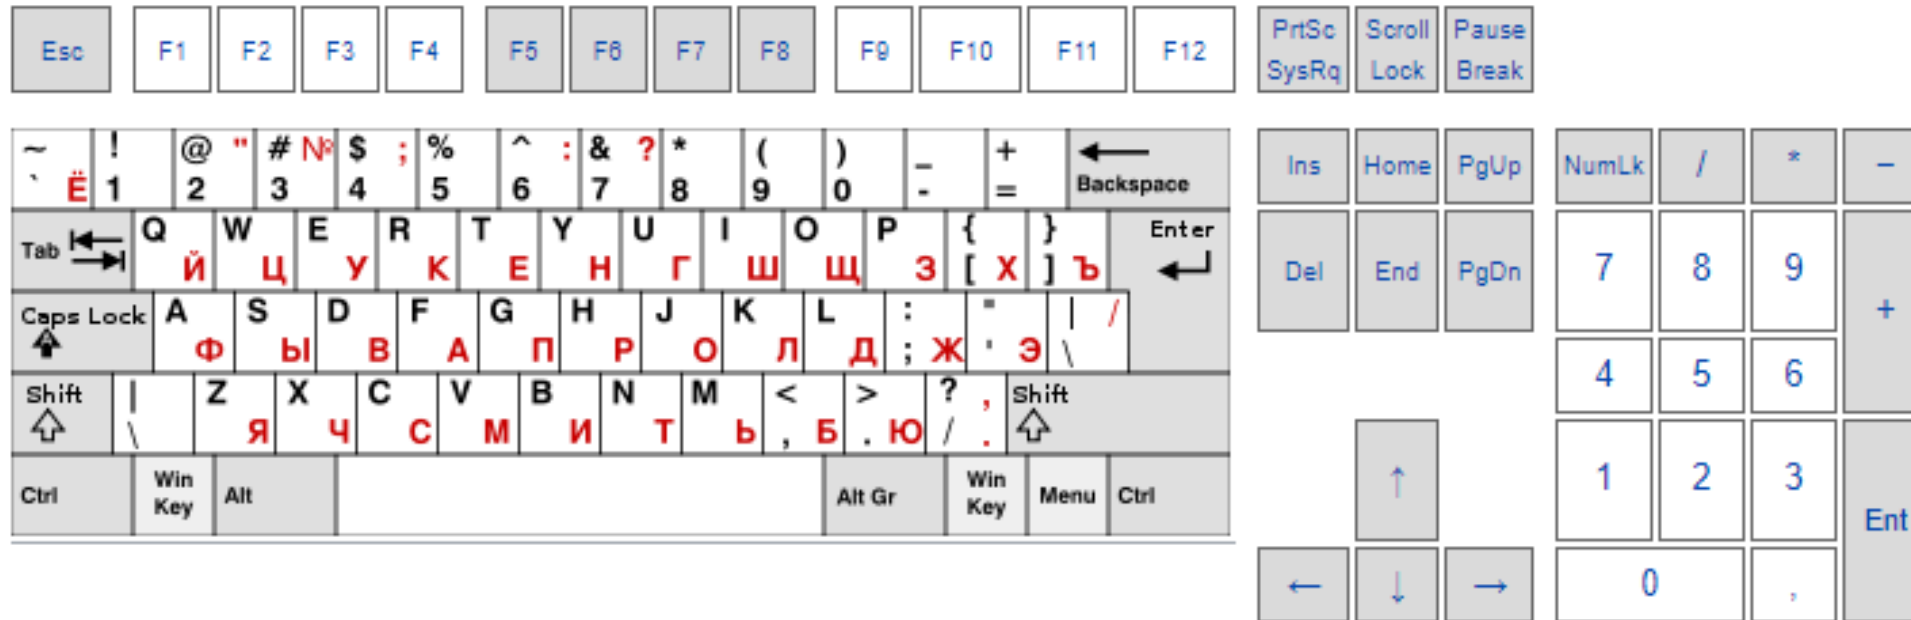 Esc F1 F2 F3 F4 F5 F6 F7 F8 F9 F10 F11 F12 PrtSc SysRq Scroll Lock Pause Break
~ ` Ё ! 1 @ " 2 # № 3 $ ; 4 % 5 ^ : 6 & ? 7 * 8 ( 9 ) 0 _ - + = Backspace Ins Home PgUp NumLk / * −
Tab Q Й W Ц E У R К T Е Y Н U Г I Ш O Щ P З { [ Х } ] Ъ Enter Del End PgDn 7 8 9 +
Caps Lock A Ф S Ы D В F А G П H Р J О K Л L Д : ; Ж " ' Э | / \ 4 5 6
Shift | \ Z Я X Ч C С V М B И N Т M Ь < , Б > . Ю ? , / . Shift ↑ 1 2 3 Ent
Ctrl Win Key Alt Alt Gr Win Key Menu Ctrl
← ↓ → 0 ,